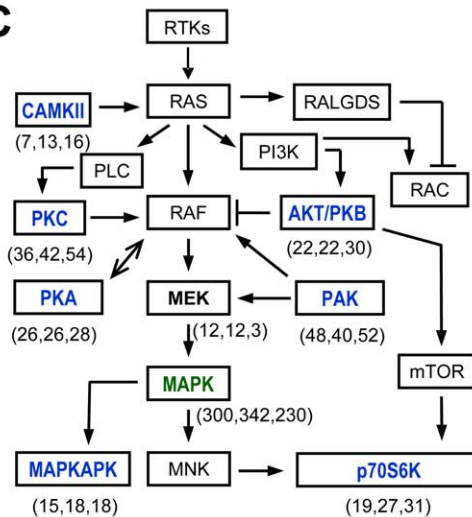 C
RTKs
CAMKII
RAS
RALGDS
(7,13,16)
PLC
PI3K
RAC
PKC
RAF
AKT/PKB
(36,42,54)
(22,22,30)
PKA
MEK
PAK
(26,26,28)
(12,12,3)
(48,40,52)
MAPK
mTOR
(300,342,230)
MAPKAPK
MNK
p70S6K
(15,18,18)
(19,27,31)